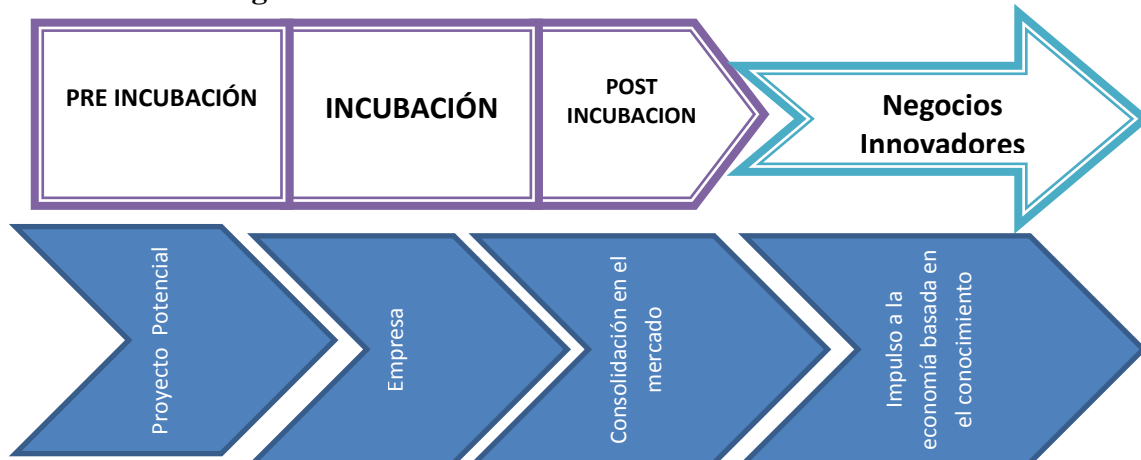 PRE INCUBACIÓN
INCUBACIÓN
POST
INCUBACION
Negocios
Innovadores
Proyecto Potencial
Empresa
Consolidación en el
mercado
Impulso a la
economía basada en
el conocimiento